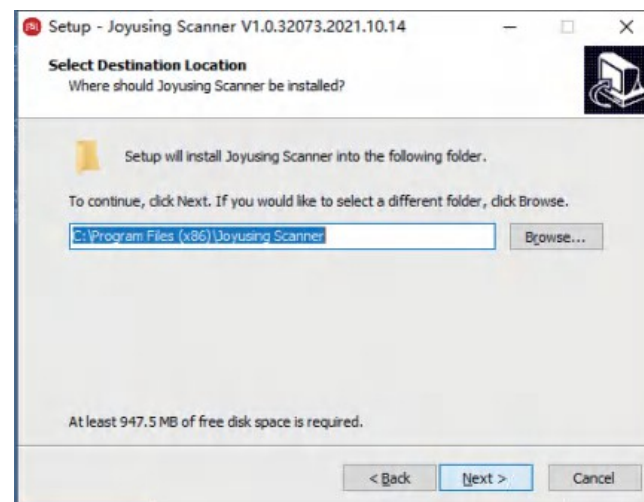 Setup - Joyusing Scanner V1.0.32073.2021.10.14
Select Destination Location
Where should Joyusing Scanner be installed?
Setup will install Joyusing Scanner into the following folder.
To continue, click Next. If you would like to select a different folder, click Browse.
C:\Program Files (x86)\Joyusing Scanner
Browse...
At least 947.5 MB of free disk space is required.
< Back
Next >
Cancel